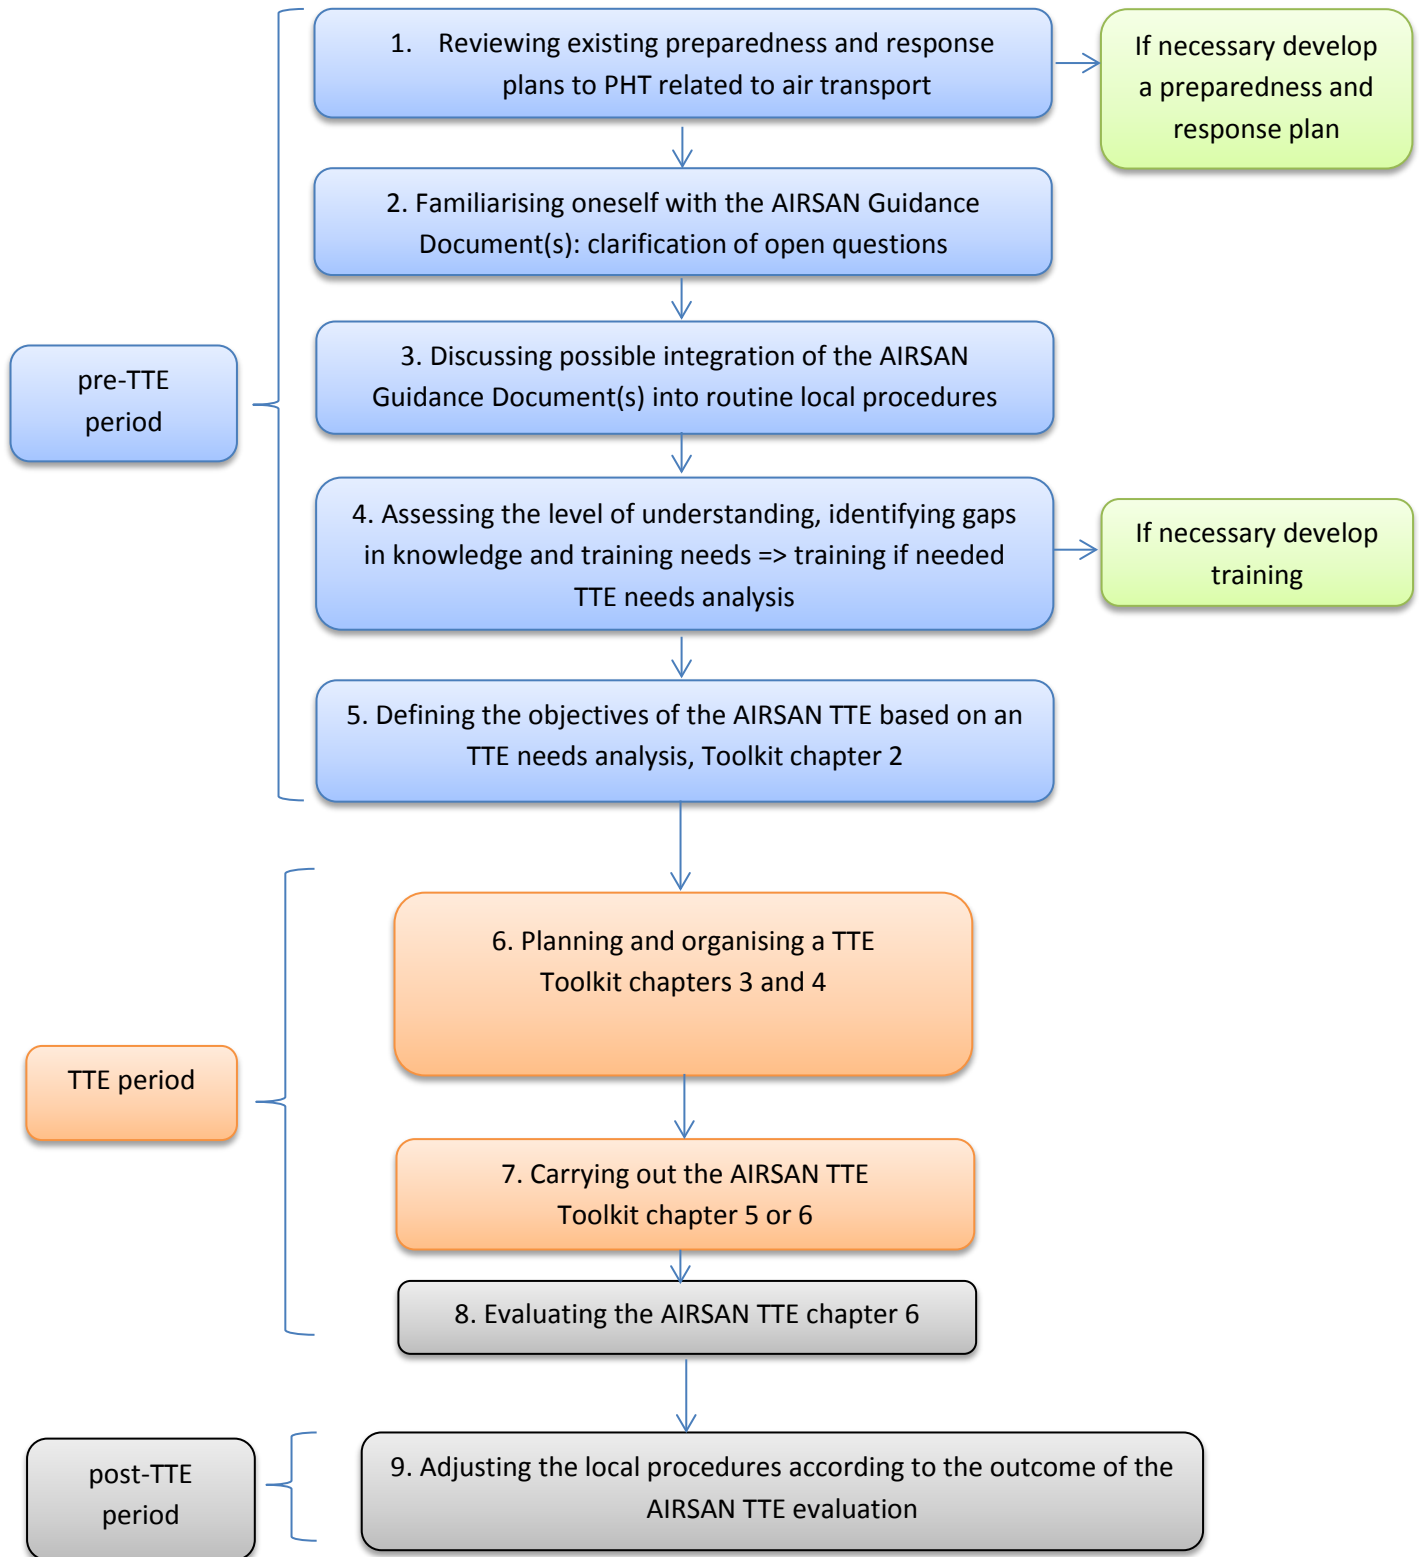 1. Reviewing existing preparedness and response
plans to PHT related to air transport
If necessary develop
a preparedness and
response plan
2. Familiarising oneself with the AIRSAN Guidance
Document(s): clarification of open questions
3. Discussing possible integration of the AIRSAN
Guidance Document(s) into routine local procedures
pre-TTE
period
4. Assessing the level of understanding, identifying gaps
in knowledge and training needs => training if needed
TTE needs analysis
If necessary develop
training
5. Defining the objectives of the AIRSAN TTE based on an
TTE needs analysis, Toolkit chapter 2
6. Planning and organising a TTE
Toolkit chapters 3 and 4
TTE period
7. Carrying out the AIRSAN TTE
Toolkit chapter 5 or 6
8. Evaluating the AIRSAN TTE chapter 6
post-TTE
period
9. Adjusting the local procedures according to the outcome of the
AIRSAN TTE evaluation